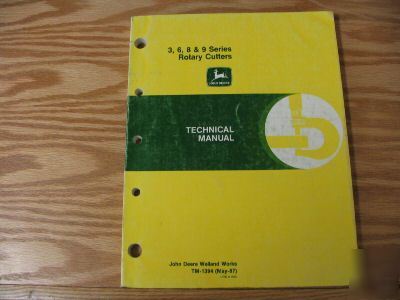 3, 6, 8 & 9 Series
Rotary Cutters
JOHN DEERE
TECHNICAL
MANUAL
John Deere Welland Works
TM-1394 (May-87)